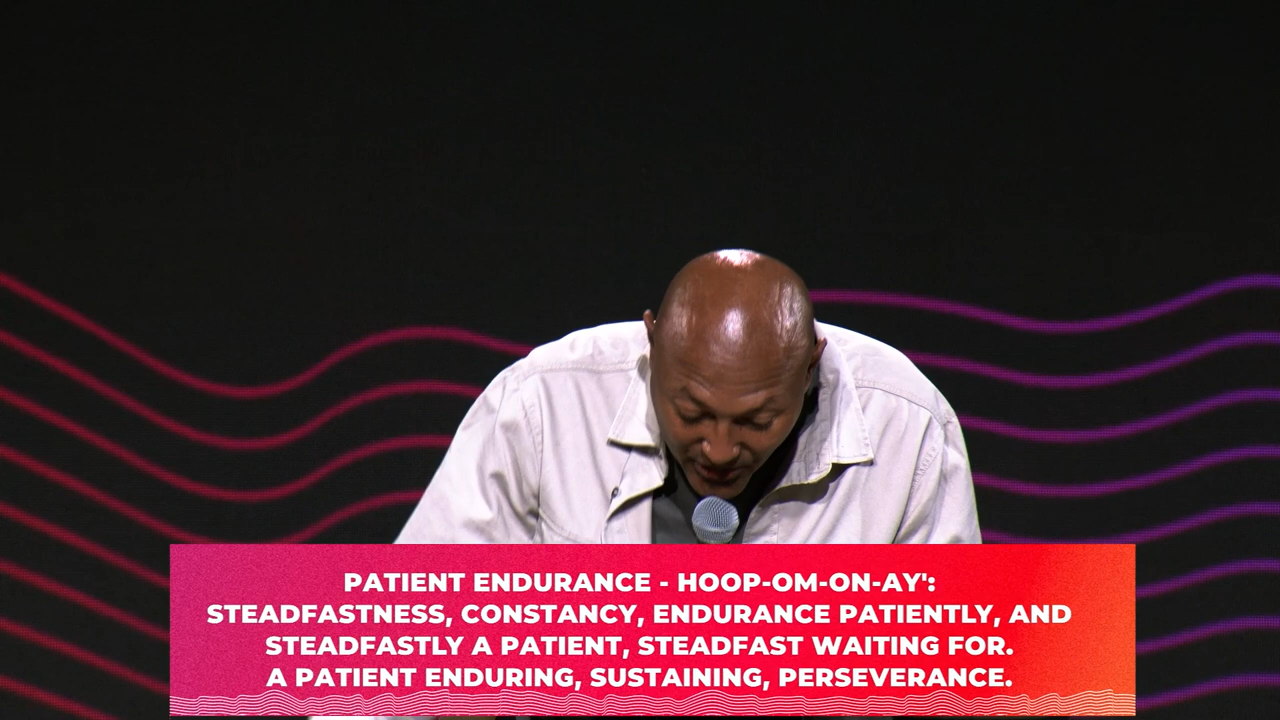 PATIENT ENDURANCE - HOOP-OM-ON-AY':
STEADFASTNESS, CONSTANCY, ENDURANCE PATIENTLY, AND
STEADFASTLY A PATIENT, STEADFAST WAITING FOR.
A PATIENT ENDURING, SUSTAINING, PERSEVERANCE.